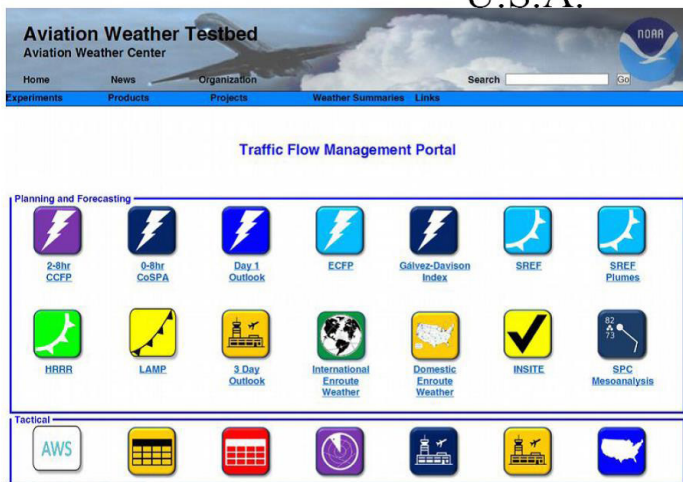 U.S.A.
Aviation Weather Testbed
Aviation Weather Center
NOAA
Home News Organization Search Go
Experiments Products Projects Weather Summaries Links
Traffic Flow Management Portal
Planning and Forecasting
2-8hr CCFP
0-8hr CoSPA
Day 1 Outlook
ECFP
Gálvez-Davison Index
SREF
SREF Plumes
82
73
HRRR
LAMP
3 Day Outlook
International Enroute Weather
Domestic Enroute Weather
INSITE
SPC Mesoanalysis
Tactical
AWS